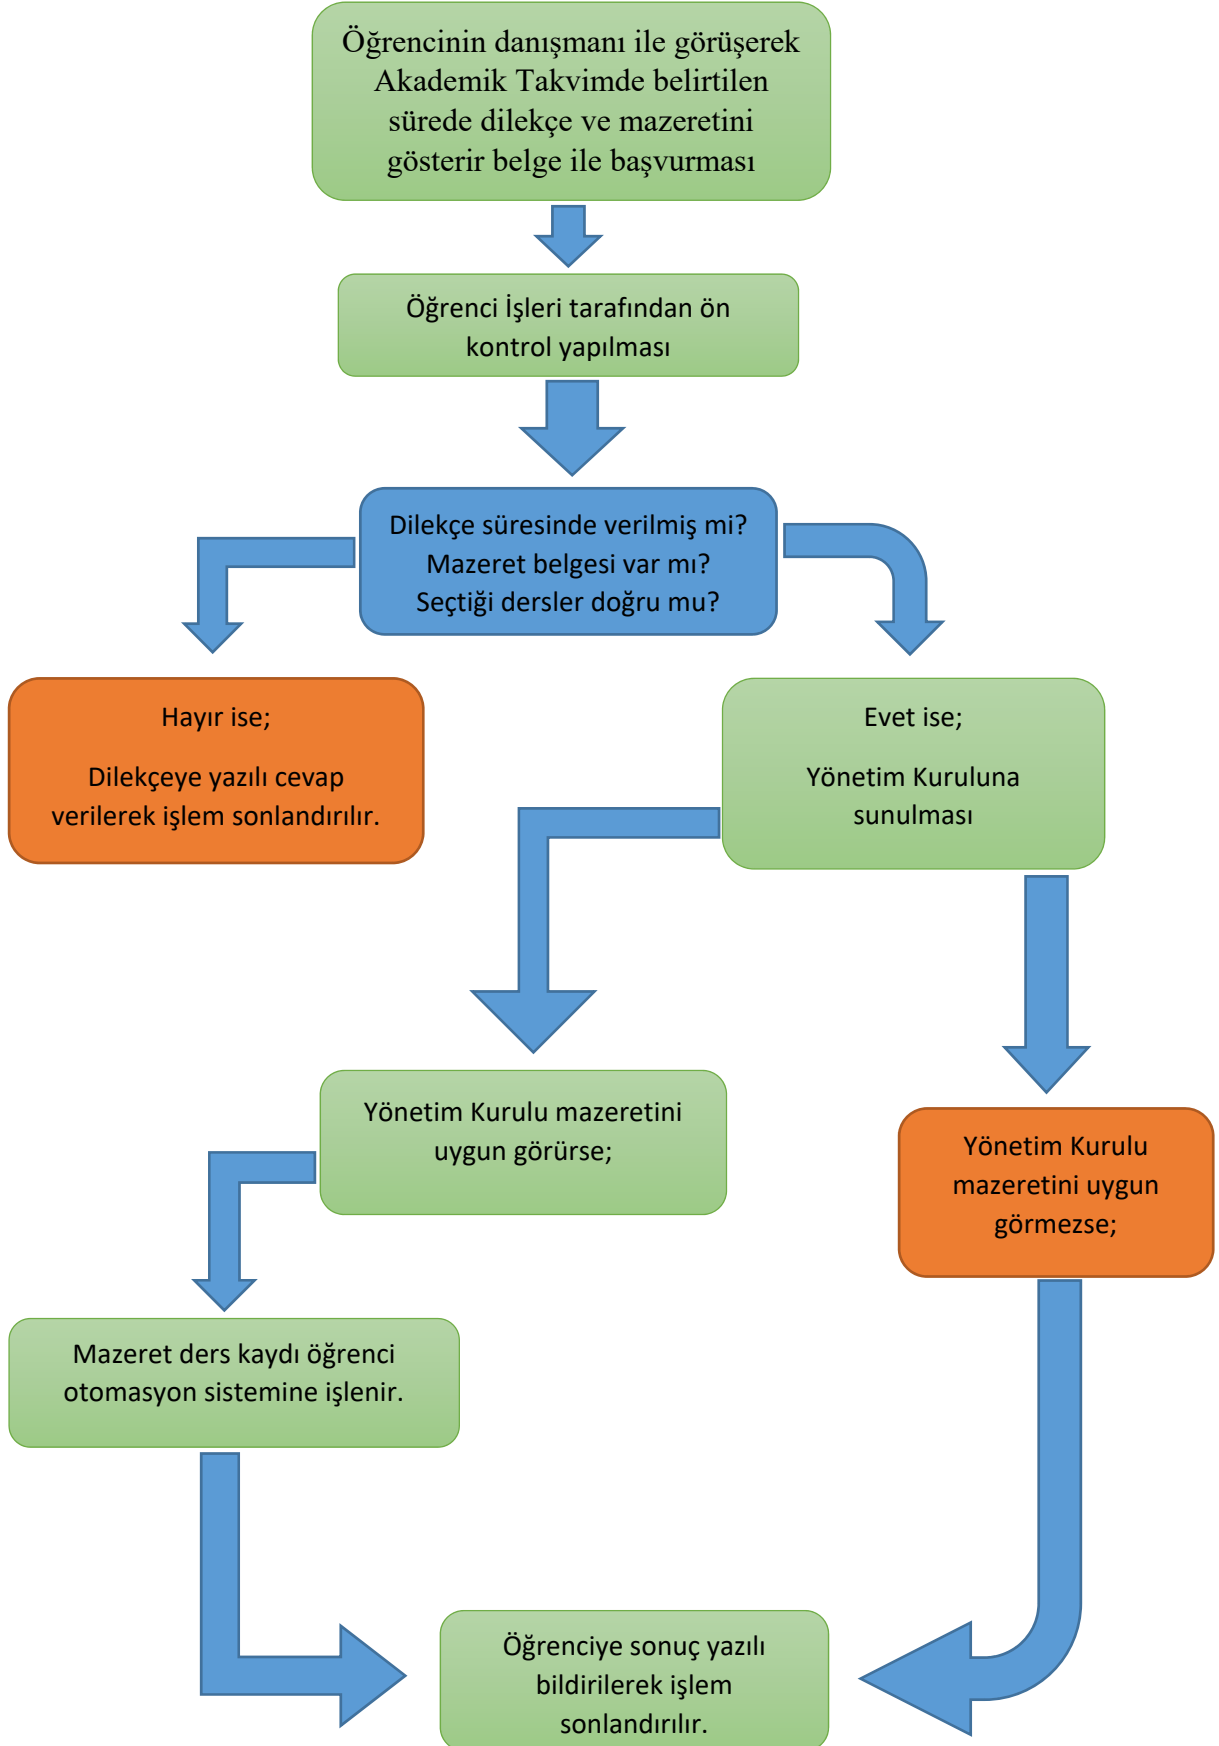 Öğrencinin danışmanı ile görüşerek
Akademik Takvimde belirtilen
sürede dilekçe ve mazeretini
gösterir belge ile başvurması
Öğrenci İşleri tarafından ön
kontrol yapılması
Dilekçe süresinde verilmiş mi?
Mazeret belgesi var mı?
Seçtiği dersler doğru mu?
Hayır ise;
Dilekçeye yazılı cevap
verilerek işlem sonlandırılır.
Evet ise;
Yönetim Kuruluna
sunulması
Yönetim Kurulu mazeretini
uygun görürse;
Yönetim Kurulu
mazeretini uygun
görmezse;
Mazeret ders kaydı öğrenci
otomasyon sistemine işlenir.
Öğrenciye sonuç yazılı
bildirilerek işlem
sonlandırılır.